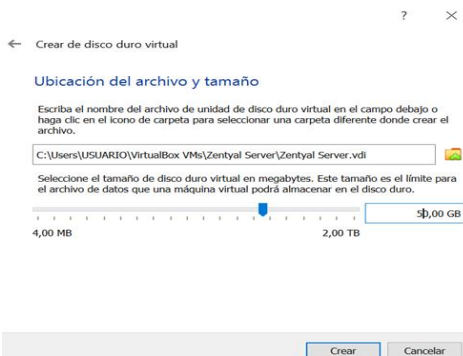 ?
Crear de disco duro virtual
Ubicación del archivo y tamaño
Escriba el nombre del archivo de unidad de disco duro virtual en el campo debajo o
haga clic en el icono de carpeta para seleccionar una carpeta diferente donde crear el
archivo.
C:\Users\USUARIO\VirtualBox VMs\Zentyal Server\Zentyal Server.vdi
Seleccione el tamaño de disco duro virtual en megabytes. Este tamaño es el límite para
el archivo de datos que una máquina virtual podrá almacenar en el disco duro.
50,00 GB
4,00 MB 2,00 TB
Crear Cancelar